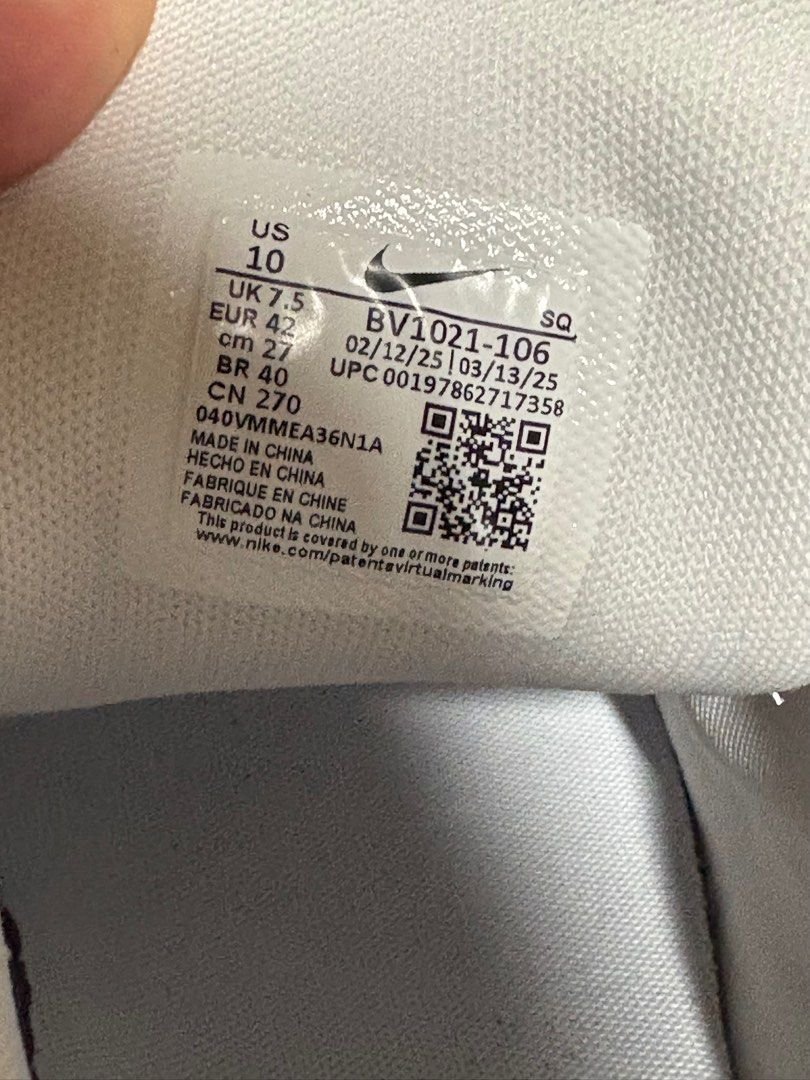 US
10
UK 7.5
EUR 42
cm 27
BR 40
CN 270
SQ
BV1021-106
02/12/25|03/13/25
UPC 00197862717358
040VMMEA36N1A
MADE IN CHINA
HECHO EN CHINA
FABRIQUE EN CHINE
FABRICADO NA CHINA
This product is covered by one or more patents:
www.nike.com/patentsvirtualmarking